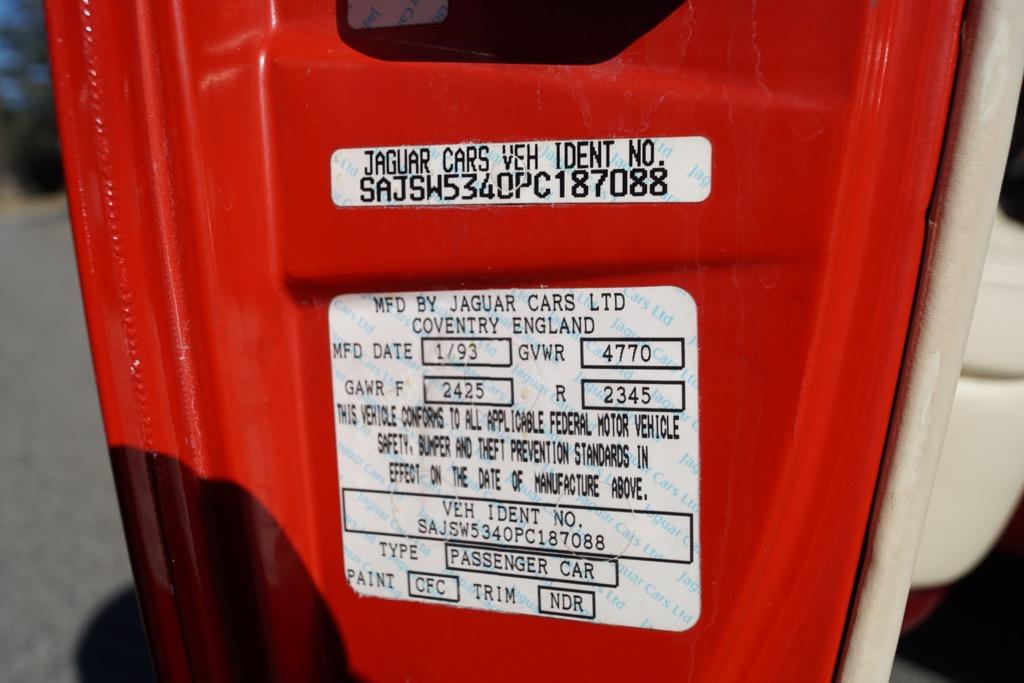 Jaguar Cars
JAGUAR CARS VEH IDENT NO.
SAJSW5340PC187088
MFD BY JAGUAR CARS LTD
COVENTRY ENGLAND
MFD DATE 1/93 GVWR 4770
GAWR F 2425 R 2345
THIS VEHICLE CONFORMS TO ALL APPLICABLE FEDERAL MOTOR VEHICLE
SAFETY, BUMPER AND THEFT PREVENTION STANDARDS IN
EFFECT ON THE DATE OF MANUFACTURE ABOVE.
VEH IDENT NO.
SAJSW5340PC187088
TYPE PASSENGER CAR
PAINT CFC TRIM NDR